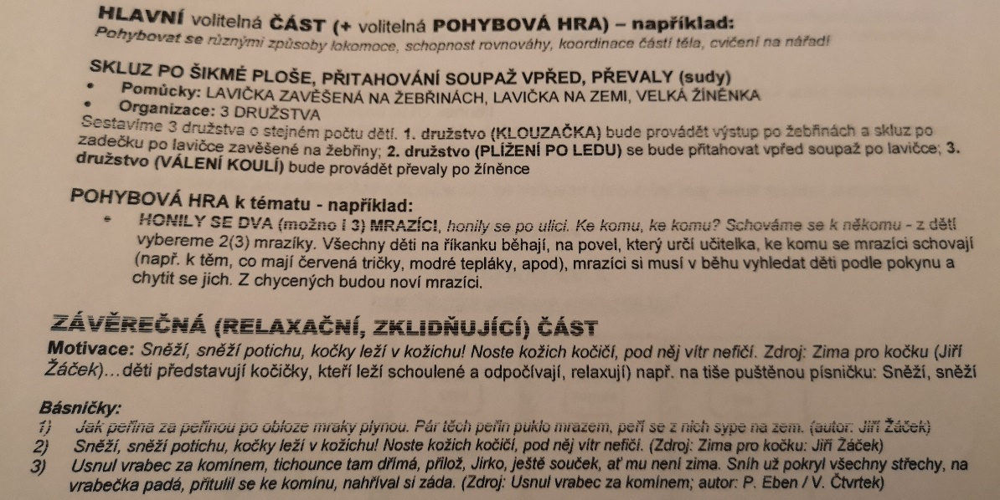 HLAVNÍ volitelná ČÁST (+ volitelná POHYBOVÁ HRA) – například:
Pohybovat se různými způsoby lokomoce, schopnost rovnováhy, koordinace částí těla, cvičení na nářadí
SKLUZ PO ŠIKMÉ PLOŠE, PŘITAHOVÁNÍ SOUPAŽ VPŘED, PŘEVALY (sudy)
• Pomůcky: LAVIČKA ZAVĚŠENÁ NA ŽEBŘINÁCH, LAVIČKA NA ZEMI, VELKÁ ŽÍNĚNKA
• Organizace: 3 DRUŽSTVA
Sestavíme 3 družstva o stejném počtu dětí. 1. družstvo (KLOUZAČKA) bude provádět výstup po žebřinách a skluz po
zadečku po lavičce zavěšené na žebřiny; 2. družstvo (PLÍŽENÍ PO LEDU) se bude přitahovat vpřed soupaž po lavičce; 3.
družstvo (VÁLENÍ KOULÍ) bude provádět převaly po žíněnce
POHYBOVÁ HRA k tématu - například:
• HONILY SE DVA (možno i 3) MRAZÍCI, honily se po ulici. Ke komu, ke komu? Schováme se k někomu - z dětí
vybereme 2(3) mrazíky. Všechny děti na říkanku běhají, na povel, který určí učitelka, ke komu se mrazíci schovají
(např. k těm, co mají červená tričky, modré tepláky, apod), mrazíci si musí v běhu vyhledat děti podle pokynu a
chytit se jich. Z chycených budou noví mrazíci.
ZÁVĚREČNÁ (RELAXAČNÍ, ZKLIDŇUJÍCÍ) ČÁST
Motivace: Sněží, sněží potichu, kočky leží v kožichu! Noste kožich kočičí, pod něj vítr nefičí. Zdroj: Zima pro kočku (Jiří
Žáček)...děti představují kočičky, kteří leží schoulené a odpočívají, relaxují) např. na tiše puštěnou písničku: Sněží, sněží
Básničky:
1) Jak peřina za peřinou po obloze mraky plynou. Pár těch peřin puklo mrazem, peří se z nich sype na zem. (autor: Jiří Žáček)
2) Sněží, sněží potichu, kočky leží v kožichu! Noste kožich kočičí, pod něj vítr nefičí. (Zdroj: Zima pro kočku: Jiří Žáček)
3) Usnul vrabec za komínem, tichounce tam dřímá, přilož, Jirko, ještě souček, ať mu není zima. Sníh už pokryl všechny střechy, na
vrabečka padá, přitulil se ke komínu, nahříval si záda. (Zdroj: Usnul vrabec za komínem; autor: P. Eben / V. Čtvrtek)